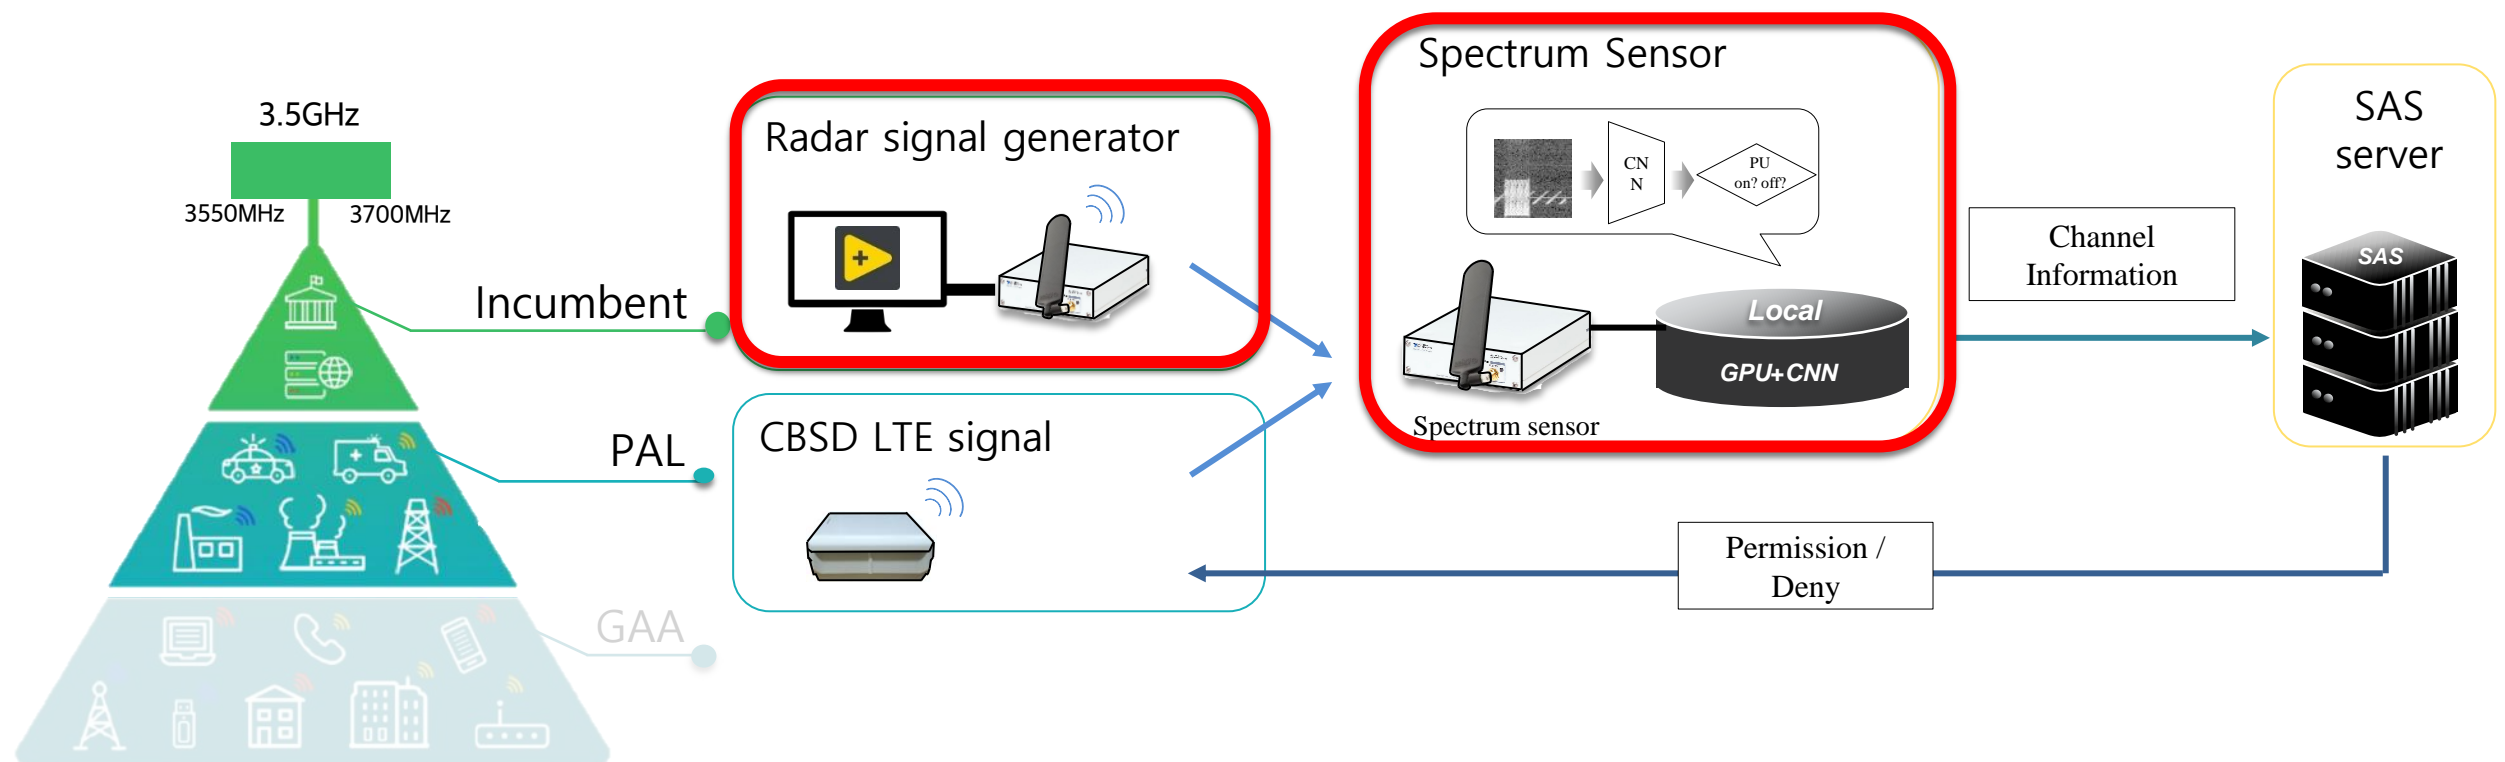 3.5GHz
3550MHz
3700MHz
Incumbent
PAL
GAA
Radar signal generator
CBSD LTE signal
Spectrum Sensor
CN
N
PU
on? off?
Local
GPU+CNN
Spectrum sensor
Channel
Information
SAS
server
SAS
Permission /
Deny